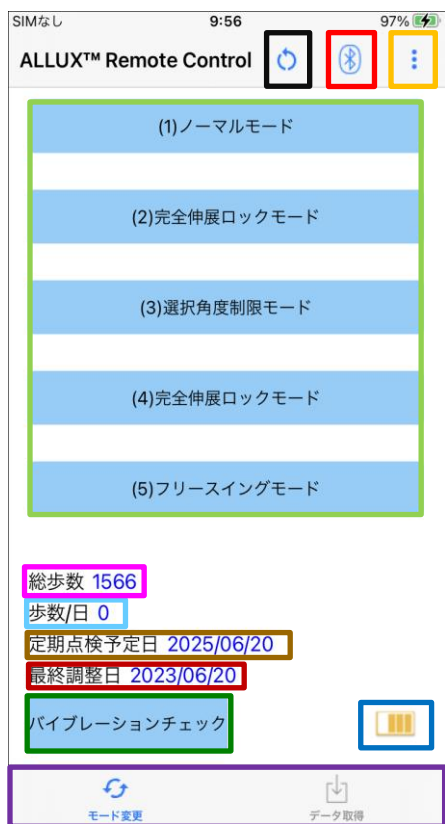 SIMなし 9:56 97%
ALLUX™ Remote Control
(1)ノーマルモード
(2)完全伸展ロックモード
(3)選択角度制限モード
(4)完全伸展ロックモード
(5)フリースイングモード
総歩数 1566
歩数/日 0
定期点検予定日 2025/06/20
最終調整日 2023/06/20
バイブレーションチェック
モード変更 データ取得